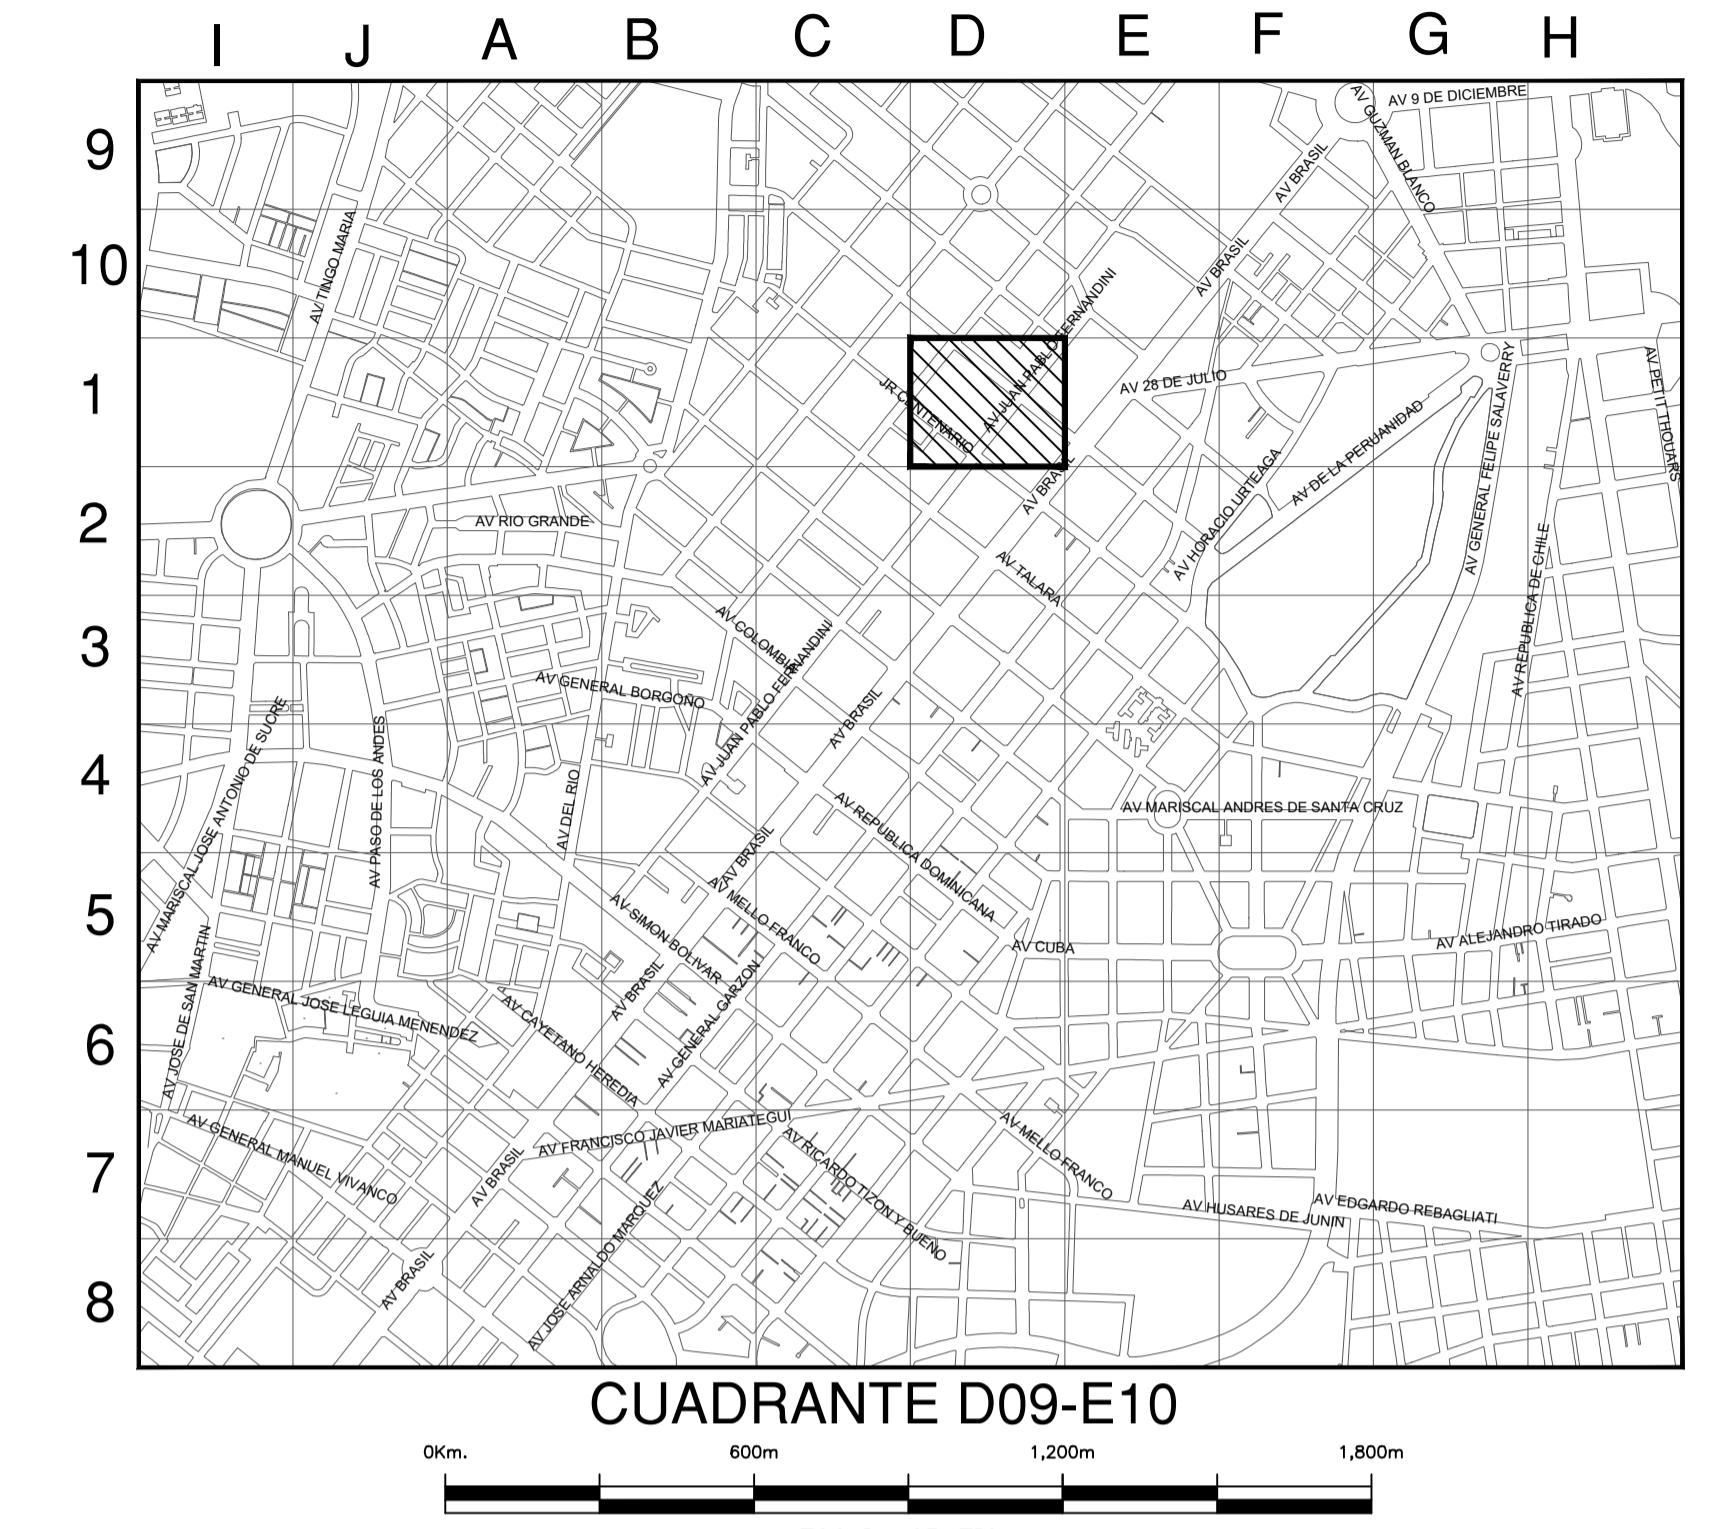 I J A B C D E F G H
9
10
1
2
3
4
5
6
7
8
AV 9 DE DICIEMBRE
AV GUZMAN BLANCO
AV BRASIL
AV TINGO MARIA
AV BRASIL
AV JUAN PABLO FERNANDINI
AV 28 DE JULIO
JR CENTENARIO
AV PETIT THOUARS
AV GENERAL FELIPE SALAVERRY
AV DE LA PERUANIDAD
AV BRASIL
AV HORACIO URTEAGA
AV RIO GRANDE
AV REPUBLICA DE CHILE
AV TALARA
AV COLOMBIA
AV JUAN PABLO FERNANDINI
AV GENERAL BORGOÑO
AV BRASIL
AV MARISCAL JOSE ANTONIO DE SUCRE
AV PASO DE LOS ANDES
AV DEL RIO
AV MARISCAL ANDRES DE SANTA CRUZ
AV REPUBLICA DOMINICANA
AV BRASIL
AV MELLO FRANCO
AV SIMON BOLIVAR
AV CUBA
AV ALEJANDRO TIRADO
AV JOSE DE SAN MARTIN
AV GENERAL JOSE LEGUIA MENENDEZ
AV CAYETANO HEREDIA
AV BRASIL
AV GENERAL GARZON
AV GENERAL MANUEL VIVANCO
AV FRANCISCO JAVIER MARIATEGUI
AV BRASIL
AV RICARDO TIZON Y BUENO
AV MELLO FRANCO
AV HUSARES DE JUNIN
AV EDGARDO REBAGLIATI
AV JOSE ARNALDO MARQUEZ
AV BRASIL
CUADRANTE D09-E10
0Km. 600m 1,200m 1,800m